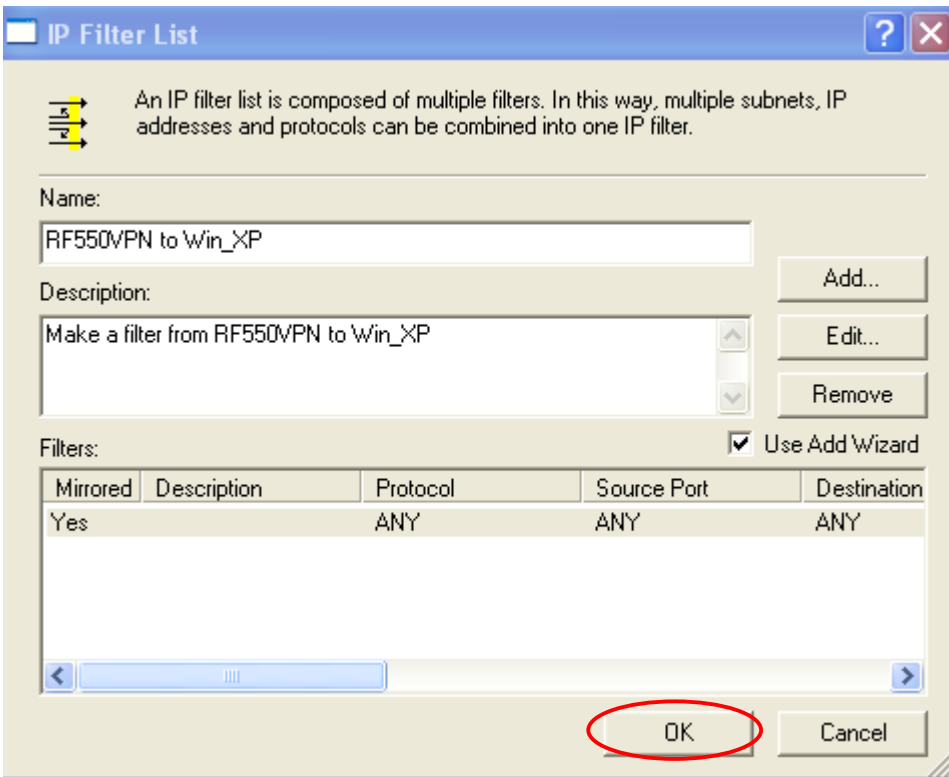 IP Filter List
An IP filter list is composed of multiple filters. In this way, multiple subnets, IP
addresses and protocols can be combined into one IP filter.
Name:
RF550VPN to Win_XP
Add...
Description:
Make a filter from RF550VPN to Win_XP
Edit...
Remove
Filters:
Use Add Wizard
Mirrored Description Protocol Source Port Destination
Yes ANY ANY ANY
OK Cancel